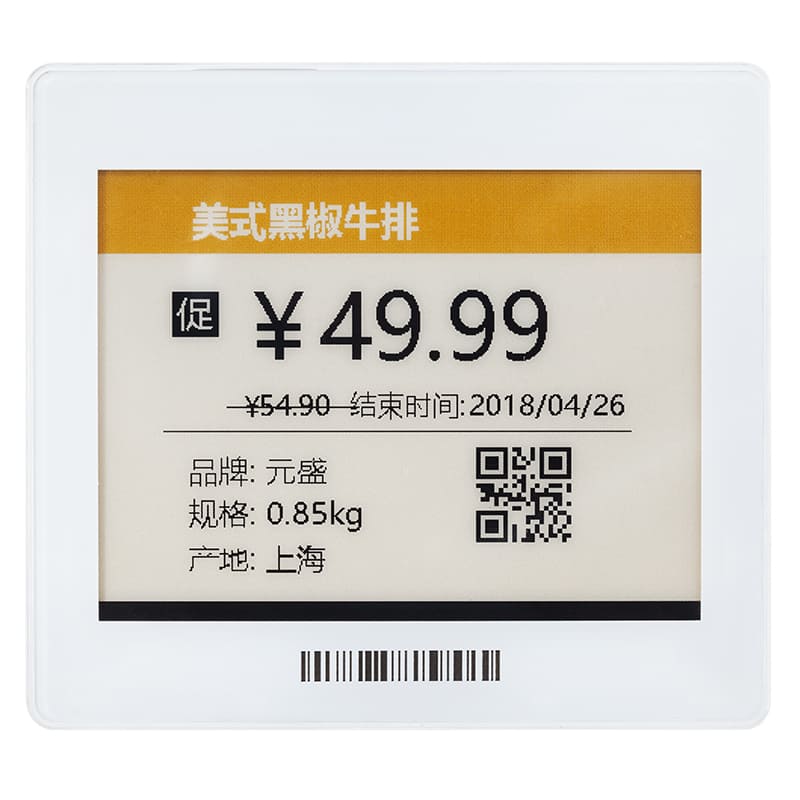 美式黑椒牛排
促 ¥49.99
¥54.90 结束时间:2018/04/26
品牌: 元盛
规格: 0.85kg
产地: 上海